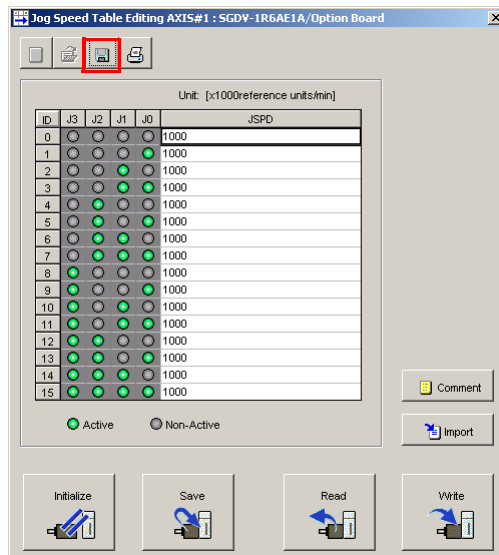 Jog Speed Table Editing AXIS#1 : SGDV-1R6AE1A/Option Board
Unit: [x1000reference units/min]
ID J3 J2 J1 J0 JSPD
0 1000
1 1000
2 1000
3 1000
4 1000
5 1000
6 1000
7 1000
8 1000
9 1000
10 1000
11 1000
12 1000
13 1000
14 1000
15 1000
Active Non-Active
Comment
Import
Initialize Save Read Write